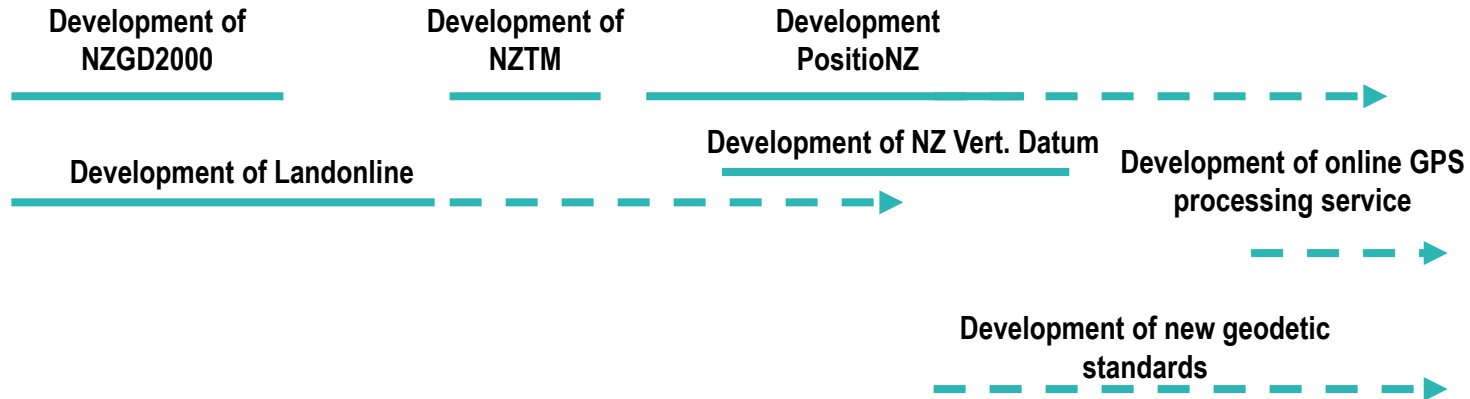 Development of
NZGD2000
Development of
NZTM
Development
PositioNZ
Development of NZ Vert. Datum
Development of Landonline
Development of online GPS
processing service
Development of new geodetic
standards